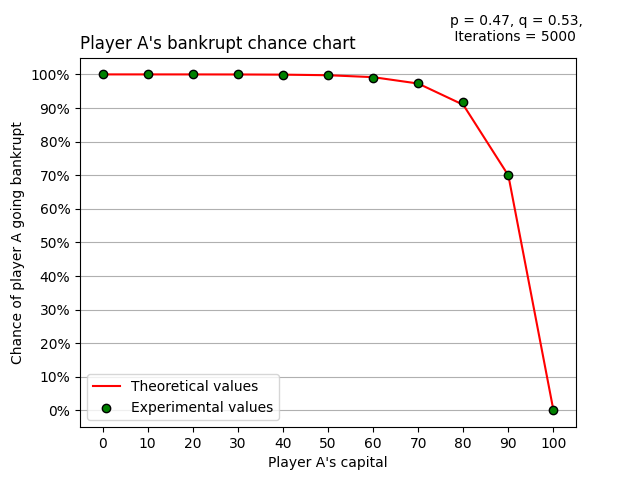 p = 0.47, q = 0.53,
Iterations = 5000
Player A's bankrupt chance chart
Chance of player A going bankrupt
100%
90%
80%
70%
60%
50%
40%
30%
20%
10%
0%
Theoretical values
Experimental values
0 10 20 30 40 50 60 70 80 90 100
Player A's capital